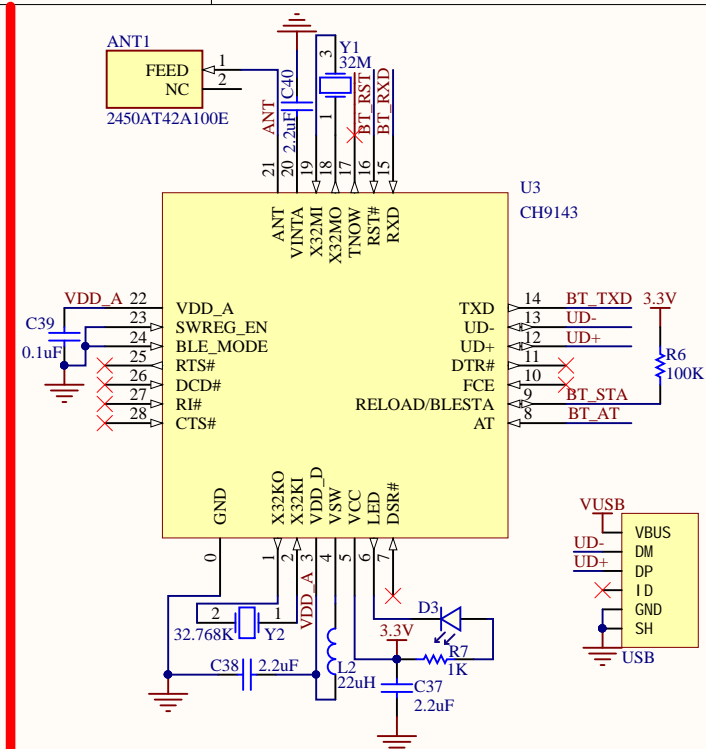 ANT1
FEED
NC
1
2
2450AT42A100E
ANT
C40
2.2uF
3
Y1
32M
1
BT_RST
BT_RXD
21
20
19
18
17
16
15
ANT
VINTA
X32MI
X32MO
TNOW
RST#
RXD
U3
CH9143
VDD_A
22
VDD_A
23
SWREG_EN
24
BLE_MODE
25
RTS#
26
DCD#
27
RI#
28
CTS#
C39
0.1uF
TXD
14
BT_TXD
UD-
13
UD-
UD+
12
UD+
DTR#
11
FCE
10
RELOAD/BLESTA
9
BT_STA
AT
8
BT_AT
3.3V
R6
100K
GND
X32KO
X32KI
VDD_D
VSW
VCC
LED
DSR#
0
1
2
3
4
5
6
7
VDD_A
2
1
32.768K
Y2
C38
2.2uF
L2
22uH
D3
3.3V
R7
1K
C37
2.2uF
VUSB
VBUS
UD-
DM
UD+
DP
ID
GND
SH
USB